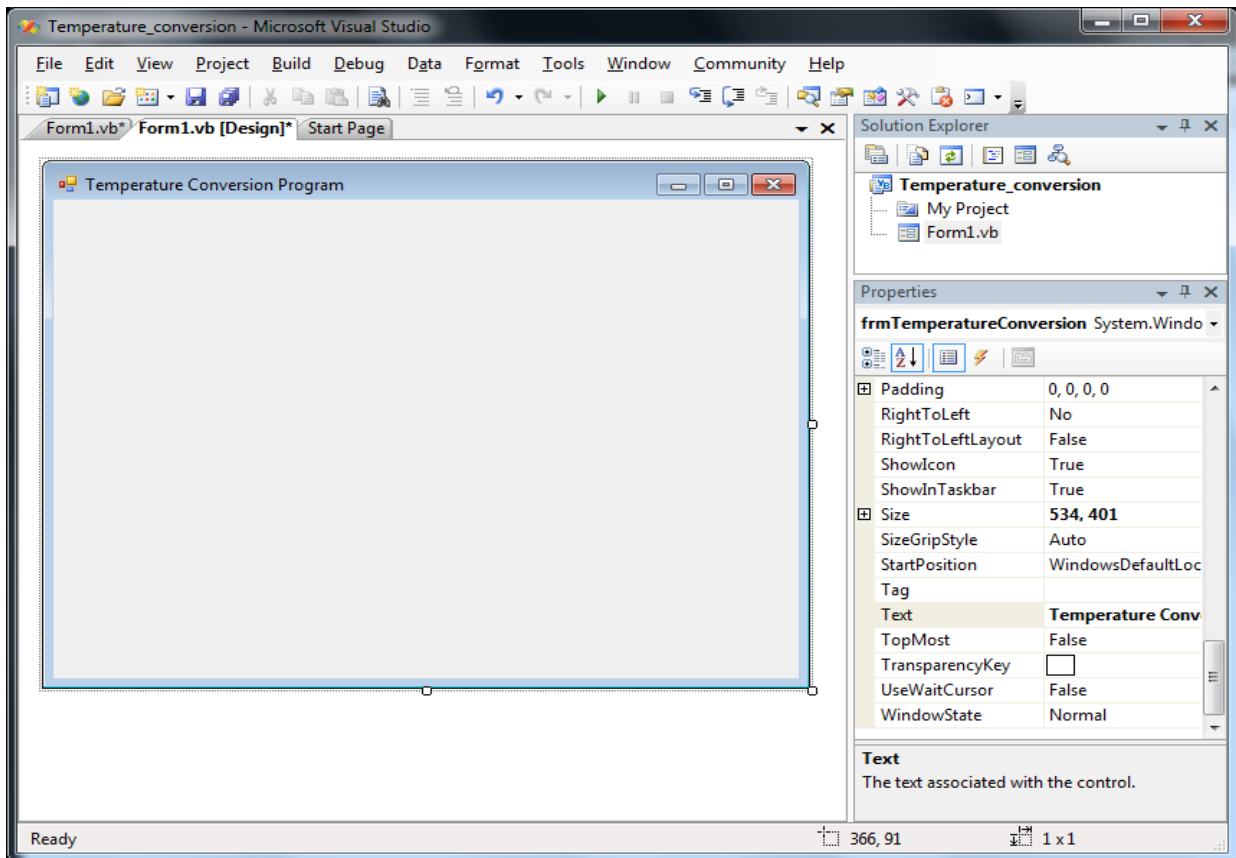 Temperature_conversion - Microsoft Visual Studio
File Edit View Project Build Debug Data Format Tools Window Community Help
Form1.vb* Form1.vb [Design]* Start Page
Temperature Conversion Program
Solution Explorer
Temperature_conversion
My Project
Form1.vb
Properties
frmTemperatureConversion System.Windo
Padding 0, 0, 0, 0
RightToLeft No
RightToLeftLayout False
ShowIcon True
ShowInTaskbar True
Size 534, 401
SizeGripStyle Auto
StartPosition WindowsDefaultLoc
Tag
Text Temperature Conv
TopMost False
TransparencyKey
UseWaitCursor False
WindowState Normal
Text
The text associated with the control.
Ready 366, 91 1 x 1